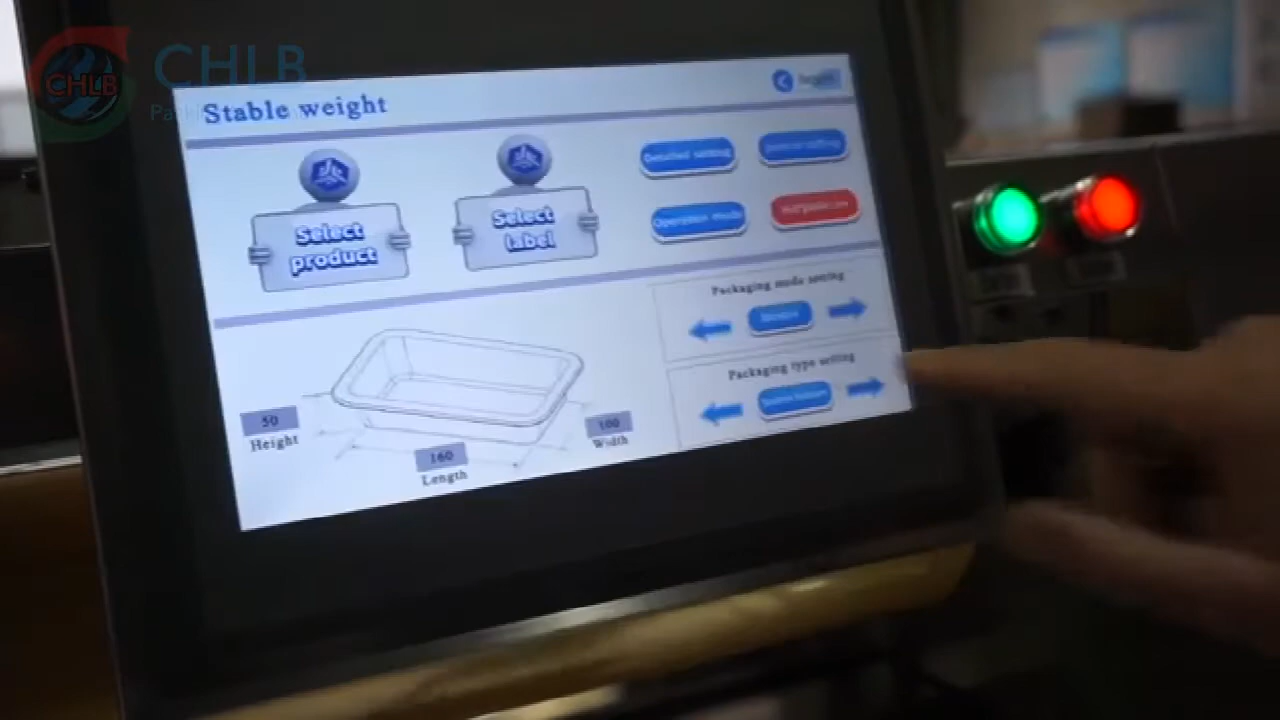 CHLB
CHLB
Stable weight
Select
product
Select
label
Detailed setting
Operation mode
Packaging mode setting
Packaging type setting
50
Height
160
Length
100
Width